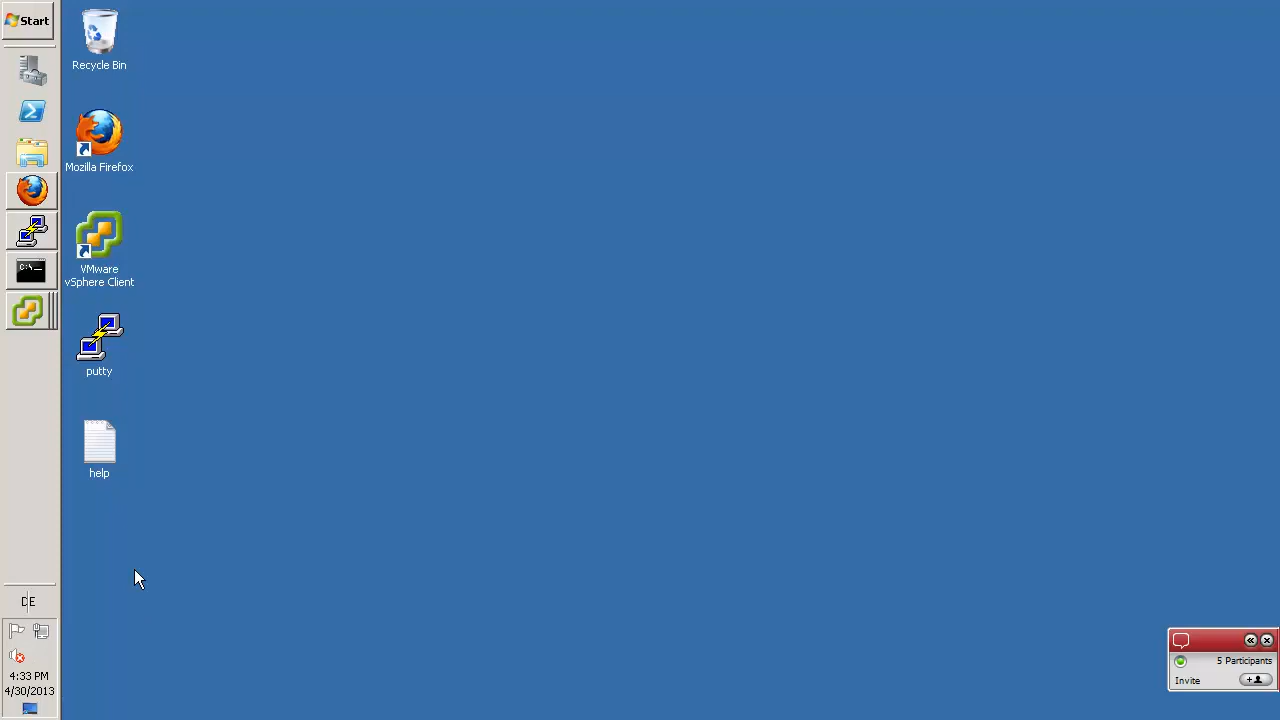 Start
Recycle Bin
Mozilla Firefox
VMware
vSphere Client
putty
help
C:\
DE
4:33 PM
4/30/2013
5 Participants
Invite